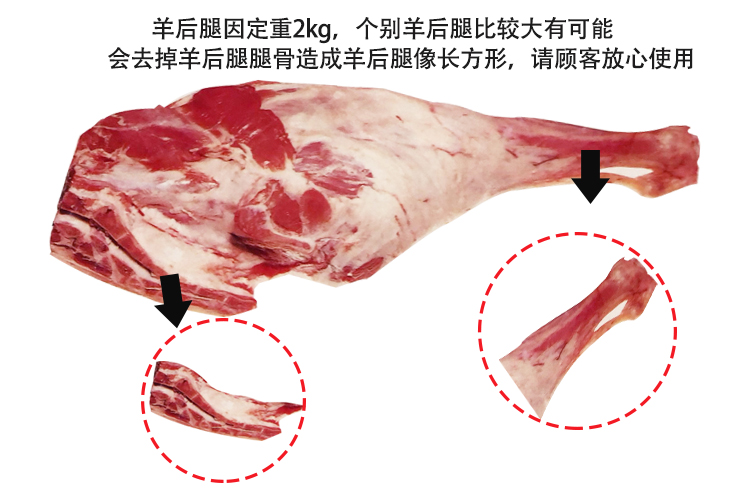 羊后腿因定重2kg，个别羊后腿比较大有可能
会去掉羊后腿腿骨造成羊后腿像长方形，请顾客放心使用